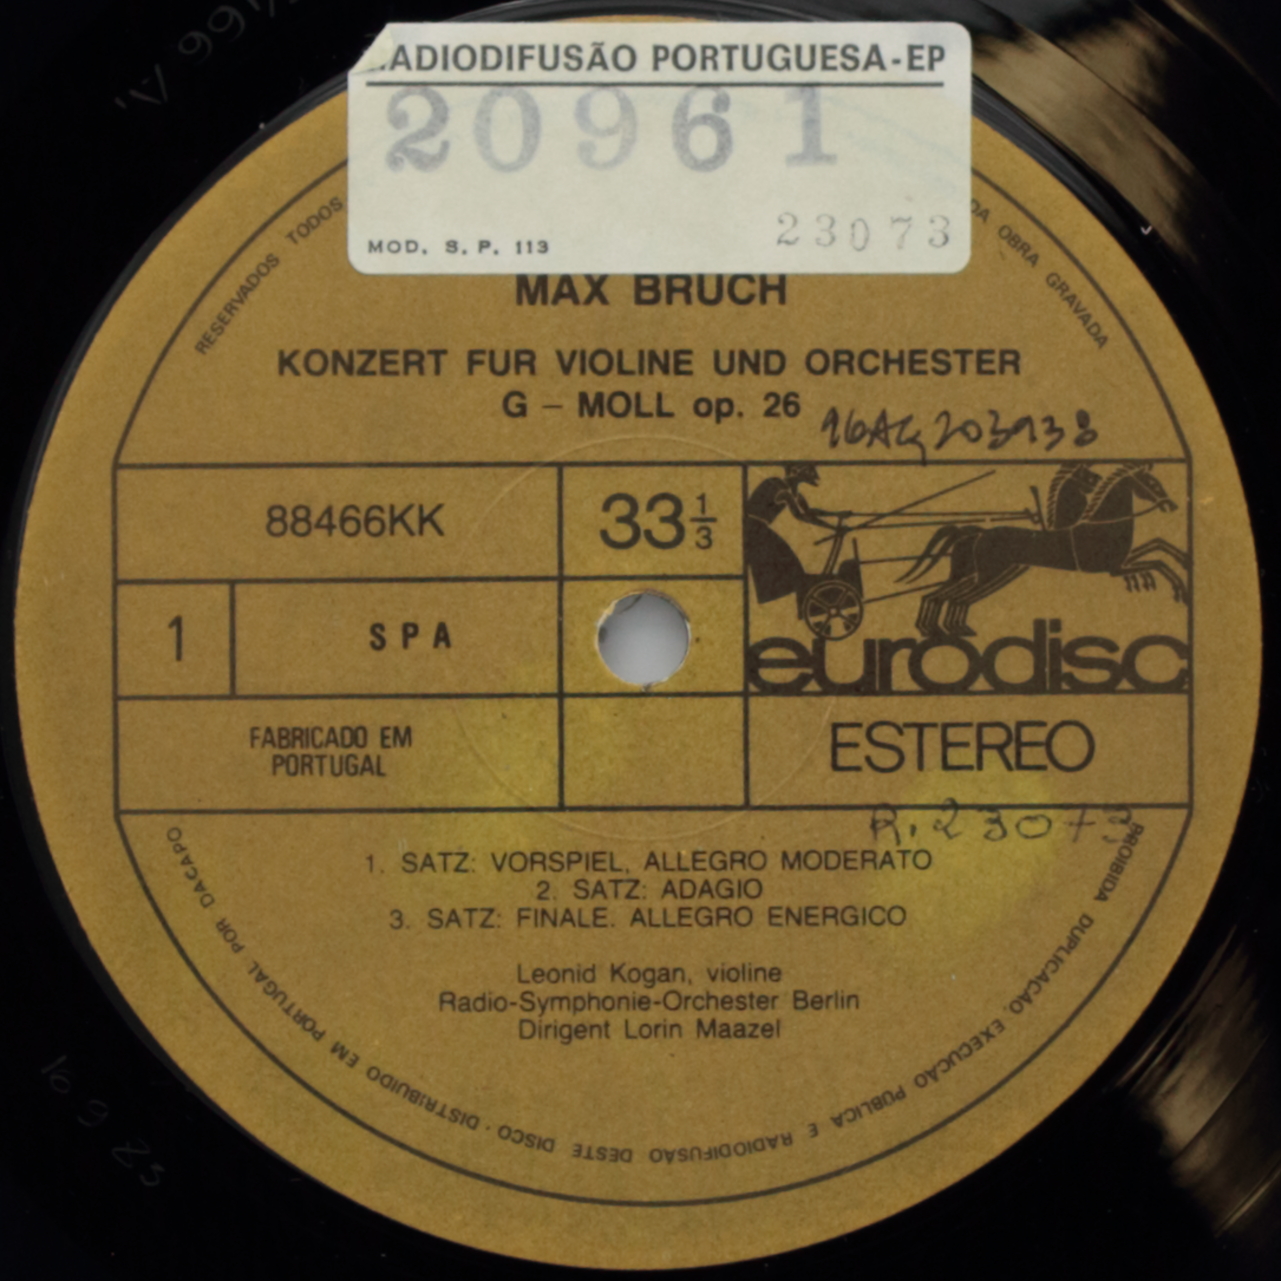 RADIODIFUSÃO PORTUGUESA-EP
20961
23073
MOD. S. P. 113
RESERVADOS TODOS
DA OBRA GRAVADA
MAX BRUCH
KONZERT FUR VIOLINE UND ORCHESTER
G – MOLL op. 26
88466KK
33 1/3
1
SPA
eurodisc
FABRICADO EM
PORTUGAL
ESTEREO
1. SATZ: VORSPIEL, ALLEGRO MODERATO
2. SATZ: ADAGIO
3. SATZ: FINALE. ALLEGRO ENERGICO
Leonid Kogan, violine
Radio-Symphonie-Orchester Berlin
Dirigent Lorin Maazel
PROIBIDA DUPLICAÇÃO, EXECUÇÃO PÚBLICA E RADIODIFUSÃO DESTE DISCO · DISTRIBUIDO EM PORTUGAL POR DACAPO